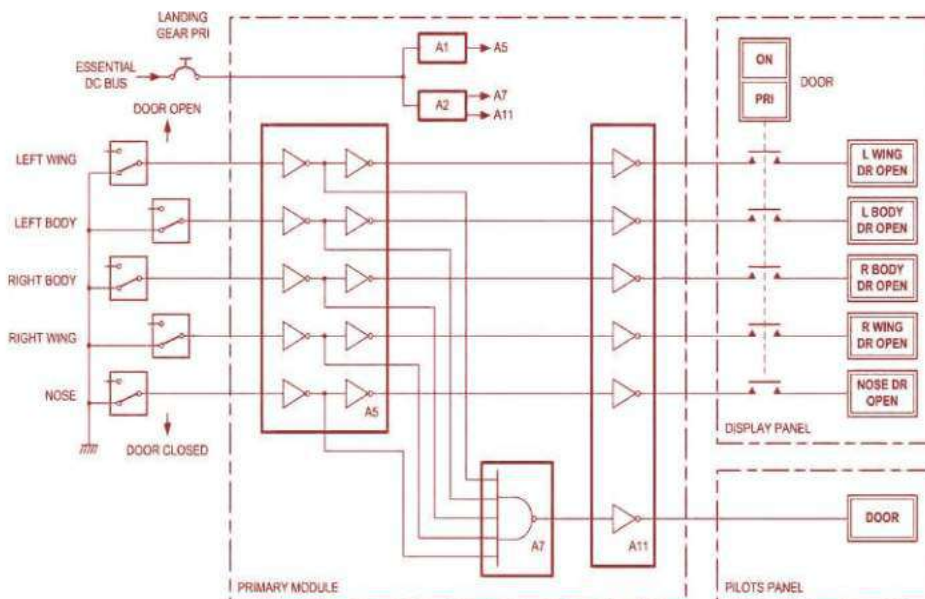 LANDING
GEAR PRI
ESSENTIAL
DC BUS
A1
A5
A2
A7
A11
ON
PRI
DOOR
DOOR OPEN
LEFT WING
L WING
DR OPEN
LEFT BODY
L BODY
DR OPEN
RIGHT BODY
R BODY
DR OPEN
RIGHT WING
R WING
DR OPEN
NOSE
NOSE DR
OPEN
A5
DOOR CLOSED
DISPLAY PANEL
A7
A11
DOOR
PRIMARY MODULE
PILOTS PANEL